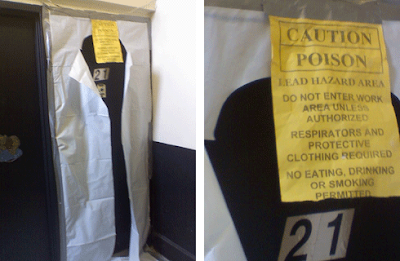 21
CAUTION
POISON
LEAD HAZARD AREA
DO NOT ENTER WORK
AREA UNLESS
AUTHORIZED
RESPIRATORS AND
PROTECTIVE
CLOTHING REQUIRED
NO EATING, DRINKING
OR SMOKING
PERMITTED
21